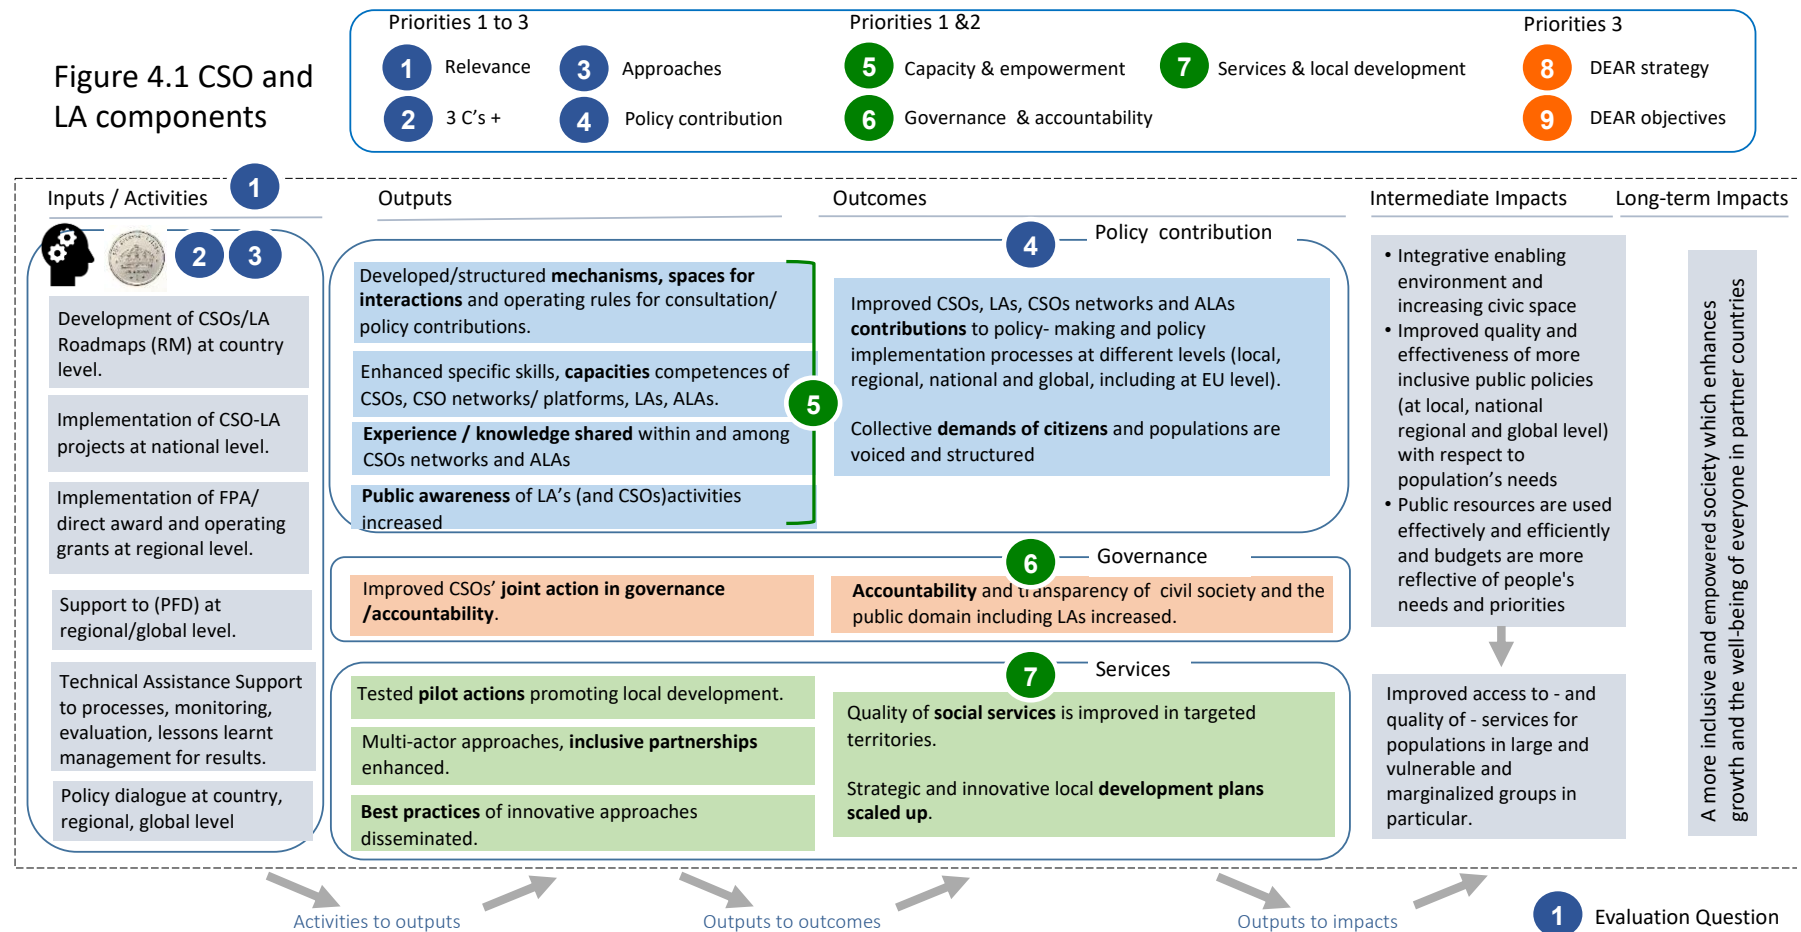 Figure 4.1 CSO and
LA components
Priorities 1 to 3
1 Relevance
2 3 C's +
3 Approaches
4 Policy contribution
Priorities 1 &2
5 Capacity & empowerment
6 Governance & accountability
7 Services & local development
Priorities 3
8 DEAR strategy
9 DEAR objectives
Inputs / Activities
1
Outputs
Outcomes
Intermediate Impacts
Long-term Impacts
2
3
Development of CSOs/LA
Roadmaps (RM) at country
level.
Implementation of CSO-LA
projects at national level.
Implementation of FPA/
direct award and operating
grants at regional level.
Support to (PFD) at
regional/global level.
Technical Assistance Support
to processes, monitoring,
evaluation, lessons learnt
management for results.
Policy dialogue at country,
regional, global level
4
Policy contribution
Developed/structured mechanisms, spaces for
interactions and operating rules for consultation/
policy contributions.
Enhanced specific skills, capacities competences of
CSOs, CSO networks/ platforms, LAs, ALAs.
Experience / knowledge shared within and among
CSOs networks and ALAs
Public awareness of LA's (and CSOs)activities
increased
5
Improved CSOs, LAs, CSOs networks and ALAs
contributions to policy- making and policy
implementation processes at different levels (local,
regional, national and global, including at EU level).
Collective demands of citizens and populations are
voiced and structured
6
Governance
Improved CSOs' joint action in governance
/accountability.
Accountability and transparency of civil society and the
public domain including LAs increased.
7
Services
Tested pilot actions promoting local development.
Multi-actor approaches, inclusive partnerships
enhanced.
Best practices of innovative approaches
disseminated.
Quality of social services is improved in targeted
territories.
Strategic and innovative local development plans
scaled up.
• Integrative enabling
environment and
increasing civic space
• Improved quality and
effectiveness of more
inclusive public policies
(at local, national
regional and global level)
with respect to
population's needs
• Public resources are used
effectively and efficiently
and budgets are more
reflective of people's
needs and priorities
Improved access to - and
quality of - services for
populations in large and
vulnerable and
marginalized groups in
particular.
A more inclusive and empowered society which enhances
growth and the well-being of everyone in partner countries
Activities to outputs
Outputs to outcomes
Outputs to impacts
1 Evaluation Question